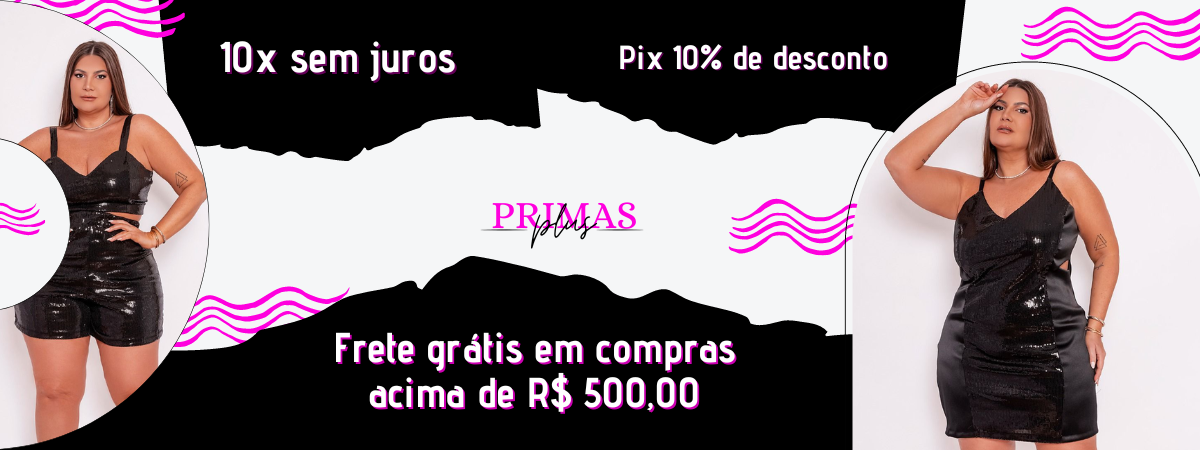 10x sem juros
Pix 10% de desconto
PRIMAS
plus
Frete grátis em compras
acima de R$ 500,00